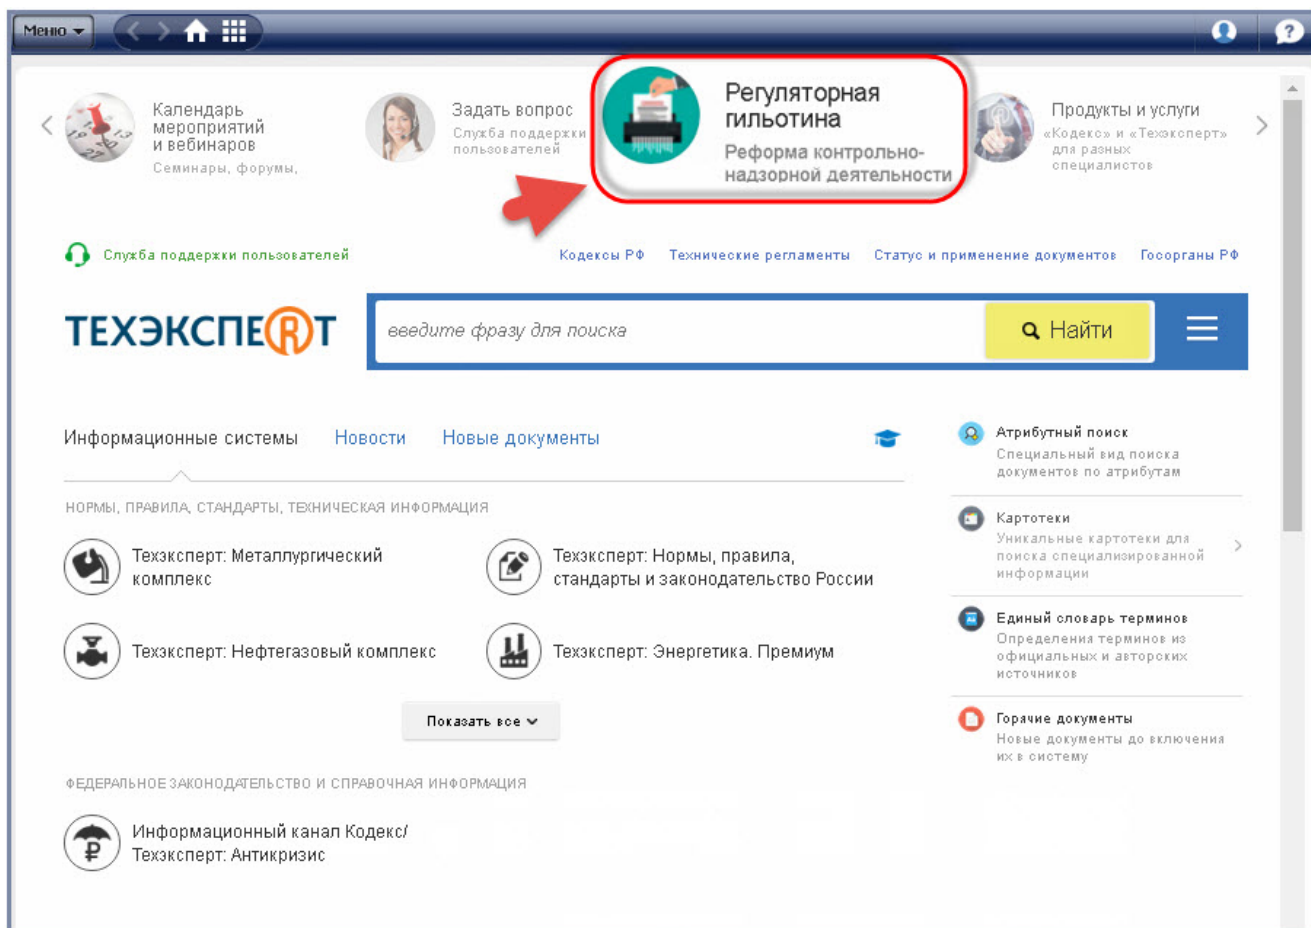 Меню
Календарь
мероприятий
и вебинаров
Семинары, форумы,
Задать вопрос
Служба поддержки
пользователей
Регуляторная
гильотина
Реформа контрольно-
надзорной деятельности
Продукты и услуги
«Кодекс» и «Техэксперт»
для разных
специалистов
Служба поддержки пользователей
Кодексы РФ Технические регламенты Статус и применение документов Госорганы РФ
ТЕХЭКСПЕRТ
введите фразу для поиска
Найти
Информационные системы Новости Новые документы
НОРМЫ, ПРАВИЛА, СТАНДАРТЫ, ТЕХНИЧЕСКАЯ ИНФОРМАЦИЯ
Техэксперт: Металлургический
комплекс
Техэксперт: Нормы, правила,
стандарты и законодательство России
Техэксперт: Нефтегазовый комплекс
Техэксперт: Энергетика. Премиум
Показать все
ФЕДЕРАЛЬНОЕ ЗАКОНОДАТЕЛЬСТВО И СПРАВОЧНАЯ ИНФОРМАЦИЯ
Информационный канал Кодекс/
Техэксперт: Антикризис
Атрибутный поиск
Специальный вид поиска
документов по атрибутам
Картотеки
Уникальные картотеки для
поиска специализированной
информации
Единый словарь терминов
Определения терминов из
официальных и авторских
источников
Горячие документы
Новые документы до включения
их в систему